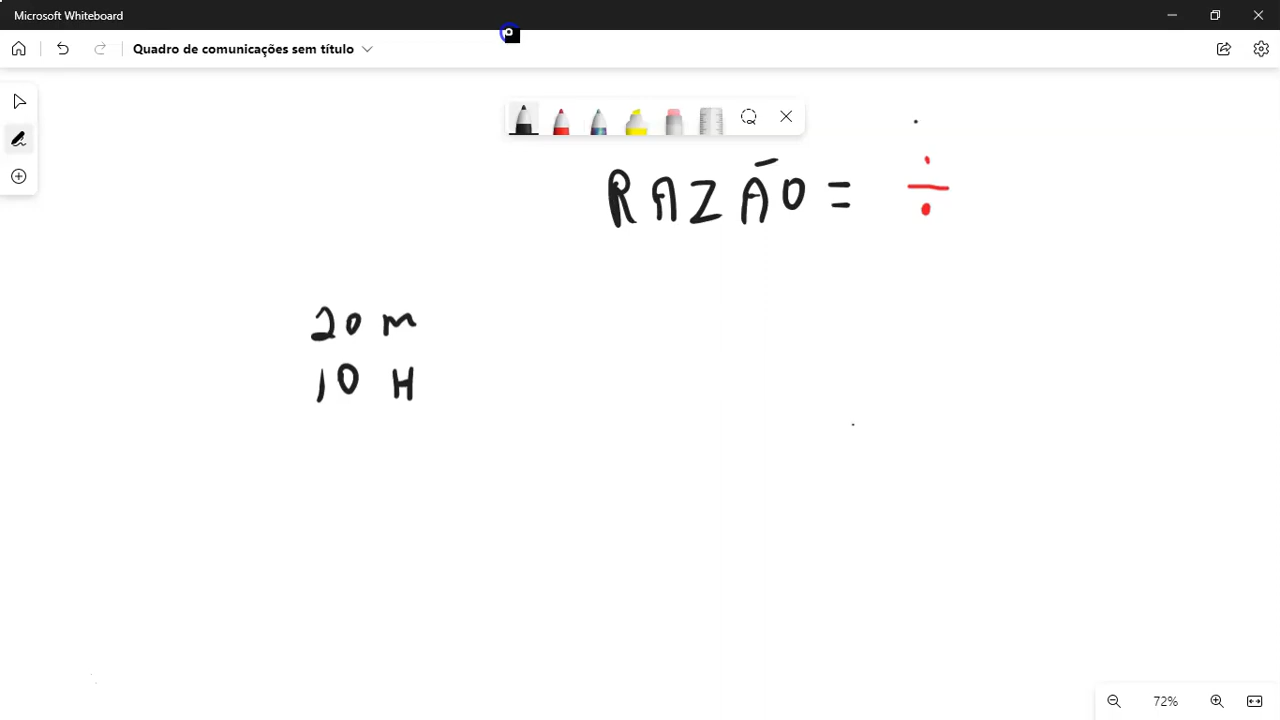 Microsoft Whiteboard
Quadro de comunicações sem título
RAZÃO = ÷
20 M
10 H
72%